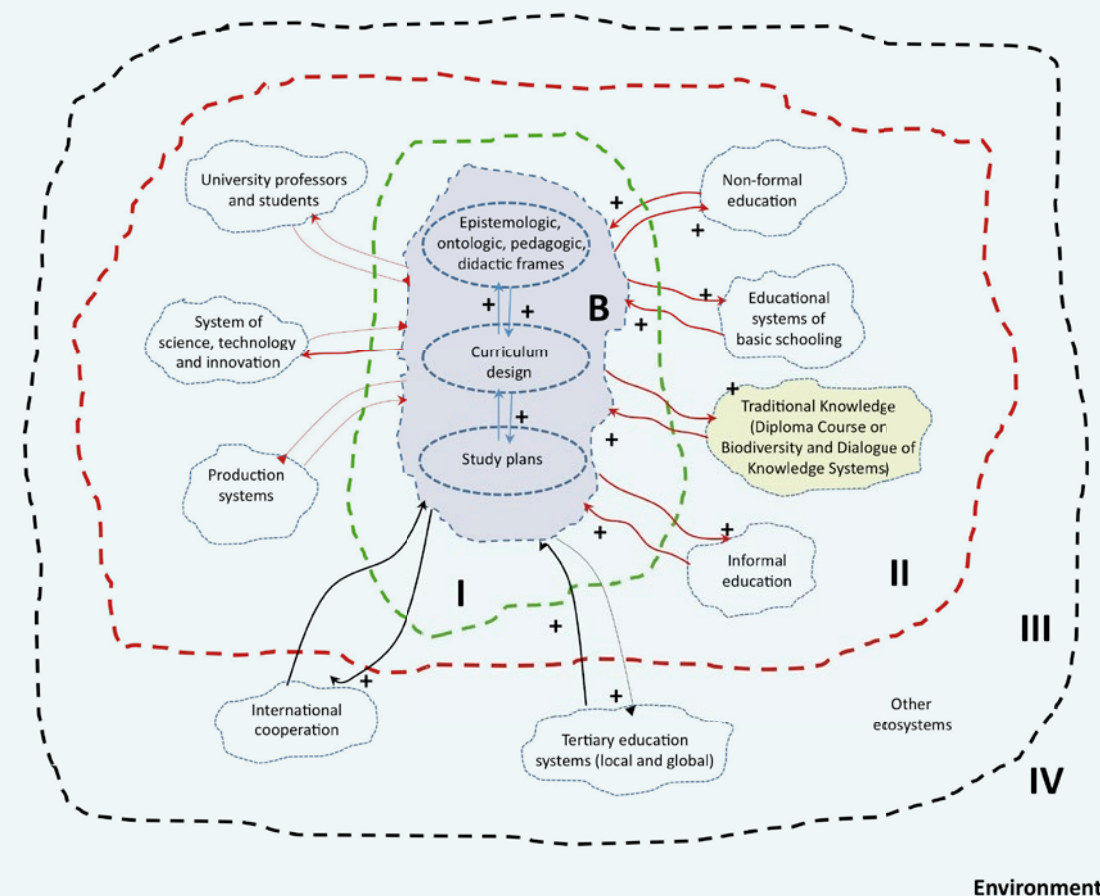 University professors
and students
Epistemologic,
ontologic, pedagogic,
didactic frames
+
+
Non-formal
education
+
+
B
Educational
systems of
basic schooling
+
+
System of
science, technology
and innovation
Curriculum
design
+
Traditional Knowledge
(Diploma Course on
Biodiversity and Dialogue of
Knowledge Systems)
+
+
Study plans
Production
systems
Informal
education
+
+
I
II
III
IV
International
cooperation
+
Tertiary education
systems (local and global)
+
+
Other
ecosystems
Environment